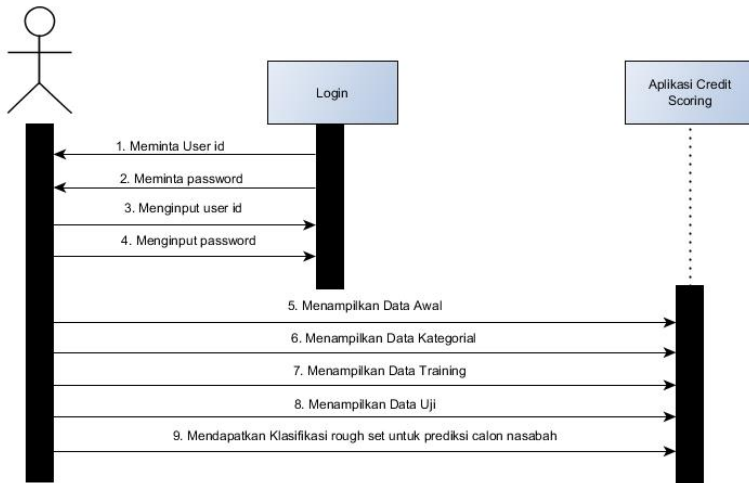 Login
Aplikasi Credit
Scoring
1. Meminta User id
2. Meminta password
3. Menginput user id
4. Menginput password
5. Menampilkan Data Awal
6. Menampilkan Data Kategorial
7. Menampilkan Data Training
8. Menampilkan Data Uji
9. Mendapatkan Klasifikasi rough set untuk prediksi calon nasabah